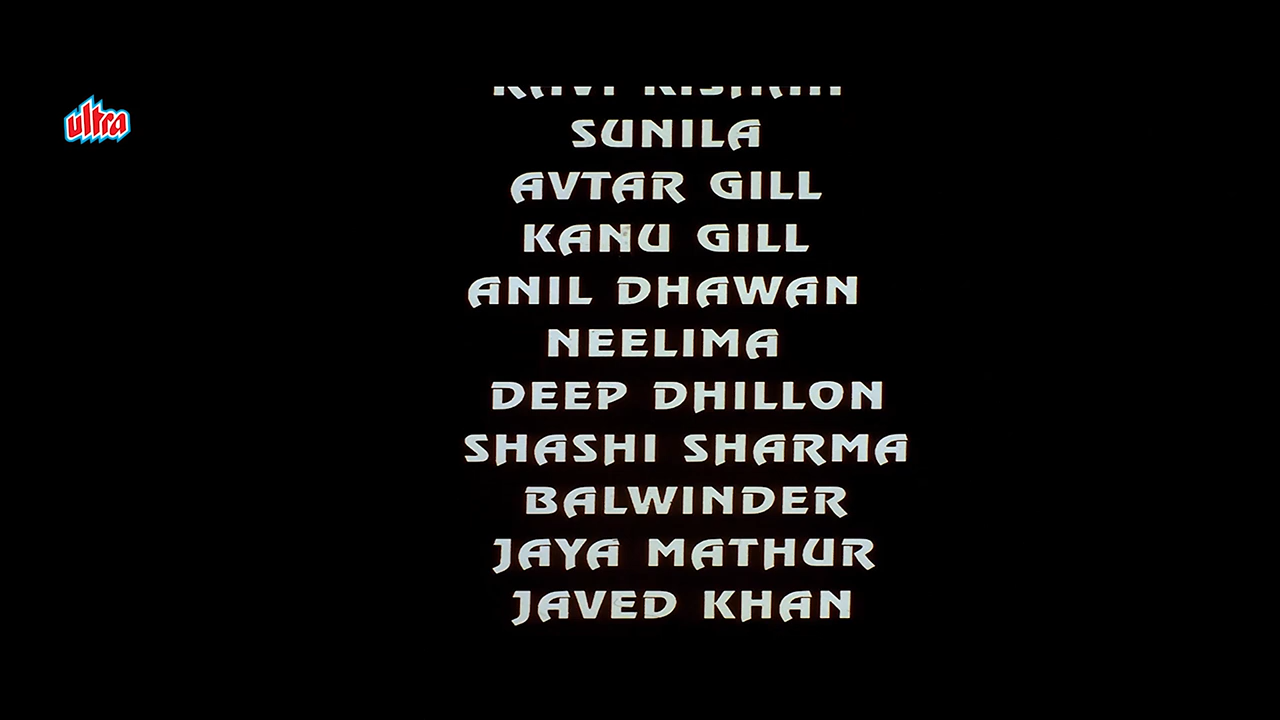 ultra
SUNILA
AVTAR GILL
KANU GILL
ANIL DHAWAN
NEELIMA
DEEP DHILLON
SHASHI SHARMA
BALWINDER
JAYA MATHUR
JAVED KHAN